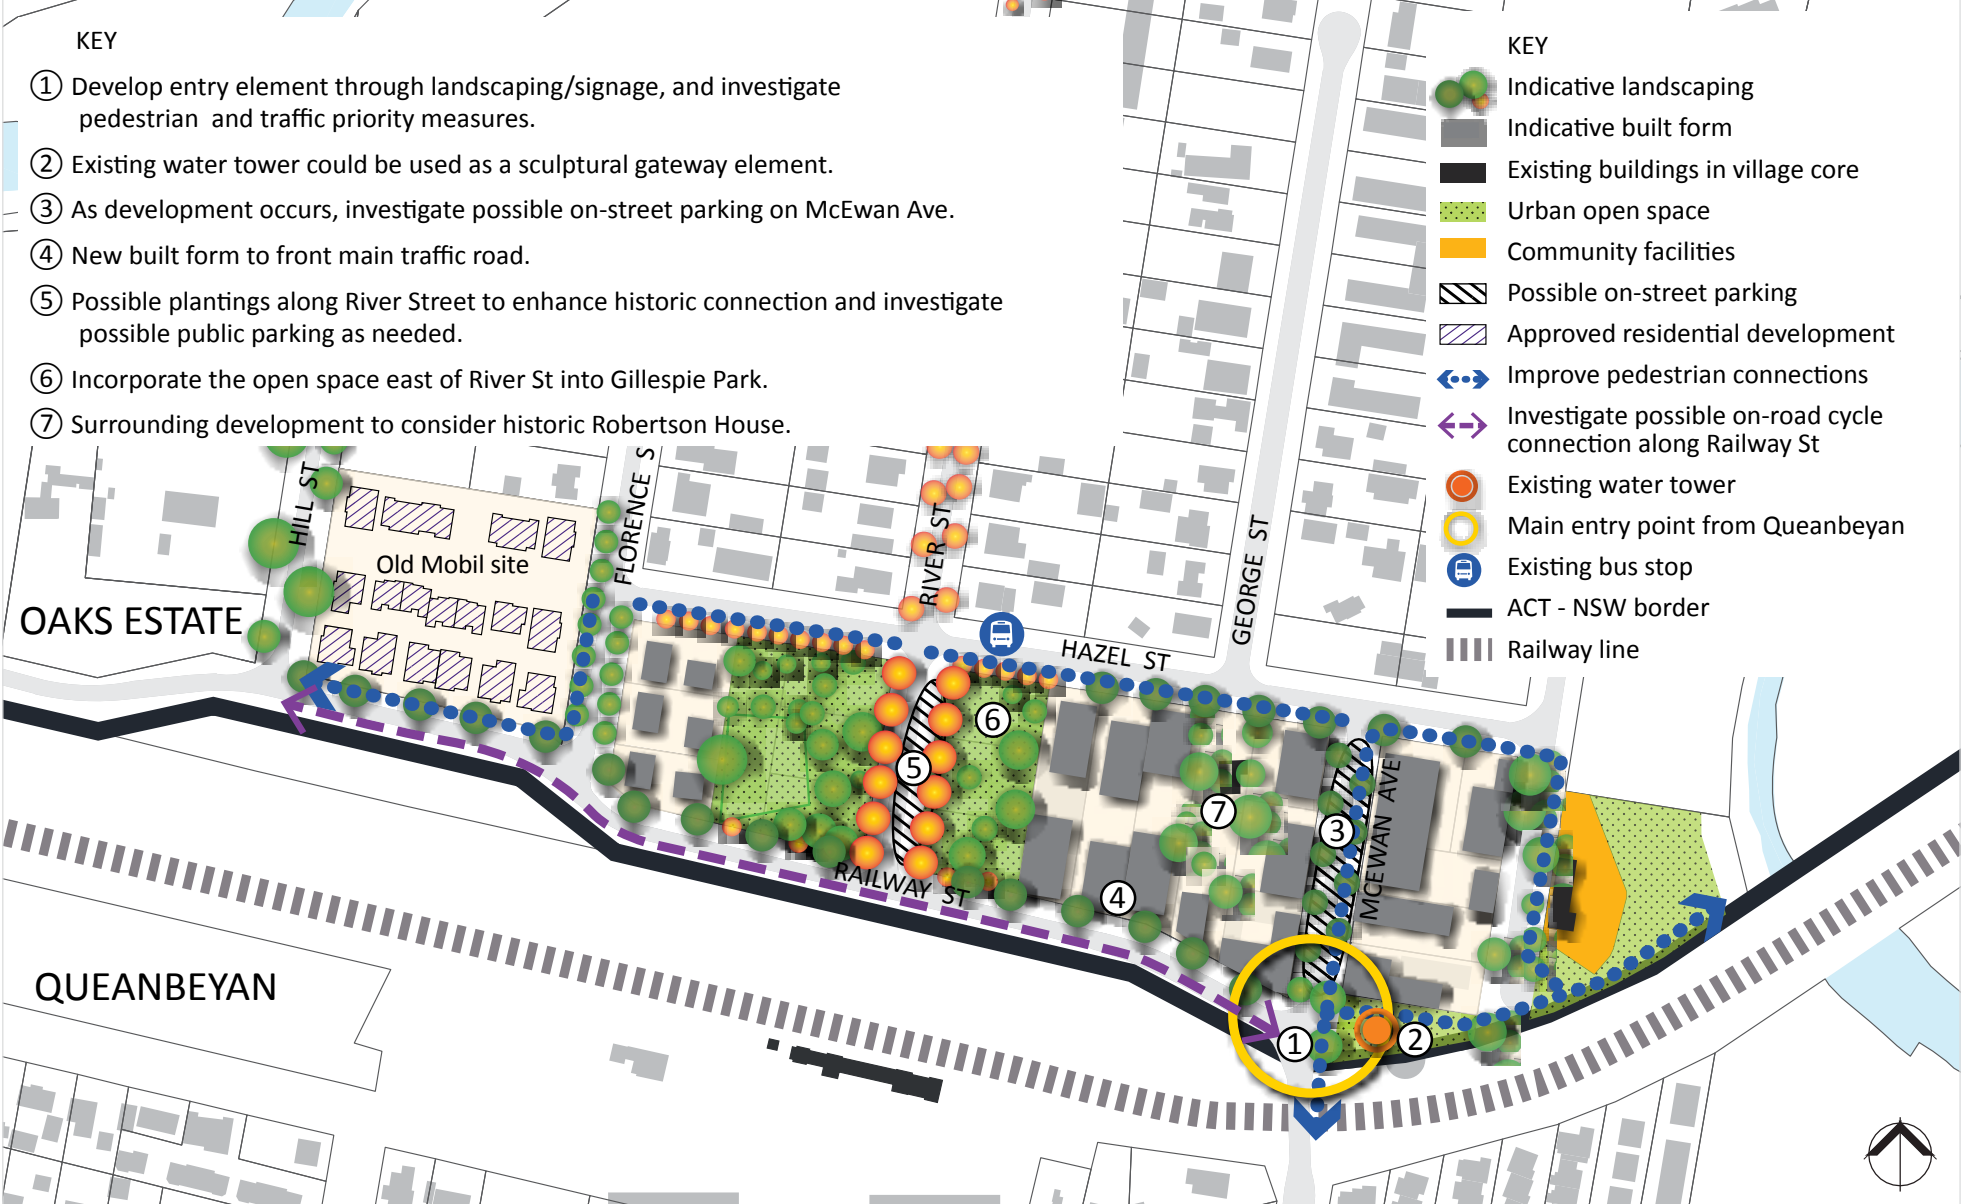 KEY
① Develop entry element through landscaping/signage, and investigate
pedestrian and traffic priority measures.
② Existing water tower could be used as a sculptural gateway element.
③ As development occurs, investigate possible on-street parking on McEwan Ave.
④ New built form to front main traffic road.
⑤ Possible plantings along River Street to enhance historic connection and investigate
possible public parking as needed.
⑥ Incorporate the open space east of River St into Gillespie Park.
⑦ Surrounding development to consider historic Robertson House.
KEY
Indicative landscaping
Indicative built form
Existing buildings in village core
Urban open space
Community facilities
Possible on-street parking
Approved residential development
Improve pedestrian connections
Investigate possible on-road cycle
connection along Railway St
Existing water tower
Main entry point from Queanbeyan
Existing bus stop
ACT - NSW border
Railway line
HILL ST
Old Mobil site
FLORENCE S
RIVER ST
GEORGE ST
HAZEL ST
OAKS ESTATE
RAILWAY ST
MCEWAN AVE
QUEANBEYAN
6
5
7
3
4
1
2